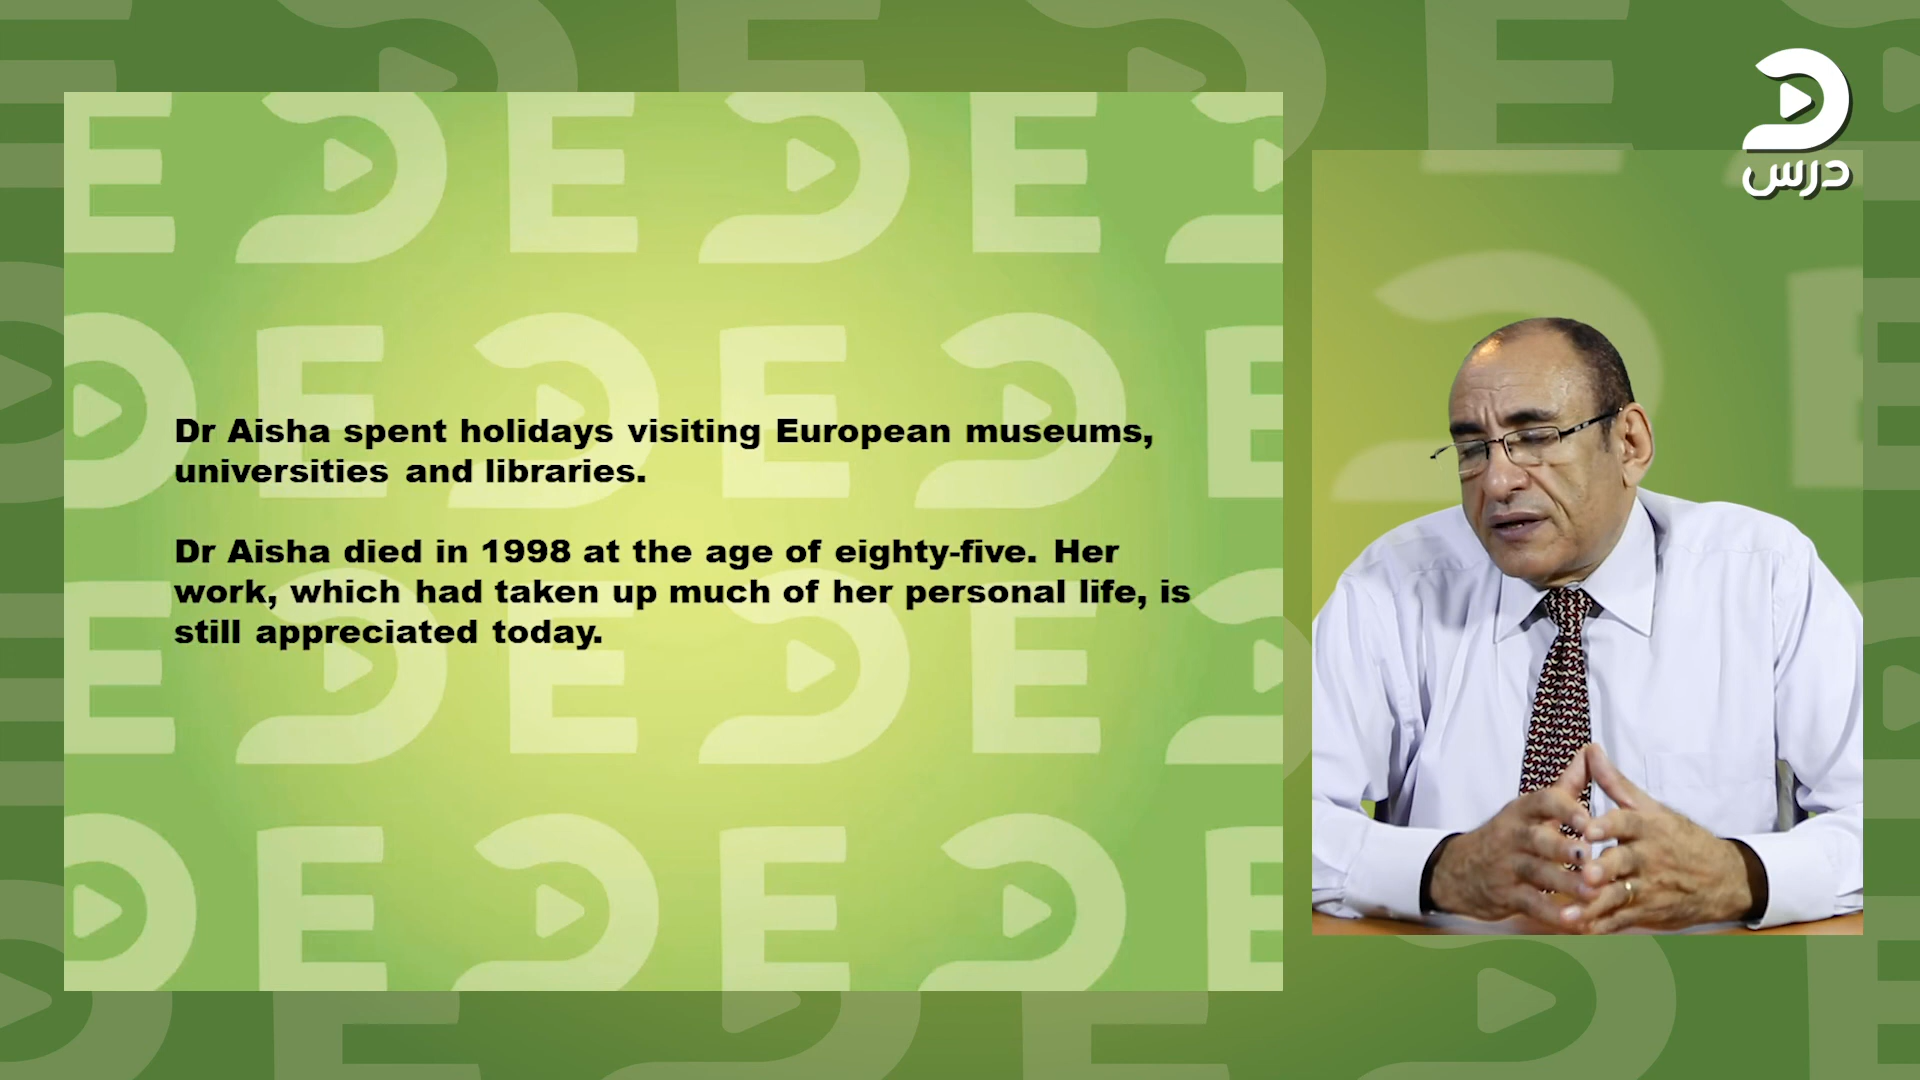 Dr Aisha spent holidays visiting European museums,
universities and libraries.
Dr Aisha died in 1998 at the age of eighty-five. Her
work, which had taken up much of her personal life, is
still appreciated today.
درس